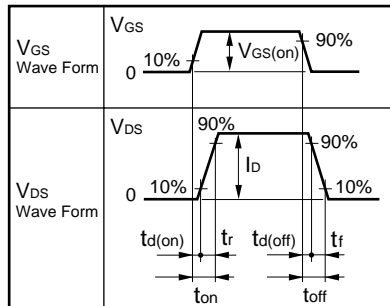 VGS
Wave Form
VGS
10%
90%
VGS(on)
0
VDS
Wave Form
VDS
90%
90%
ID
10%
10%
0
td(on)
tr
td(off)
tf
ton
toff